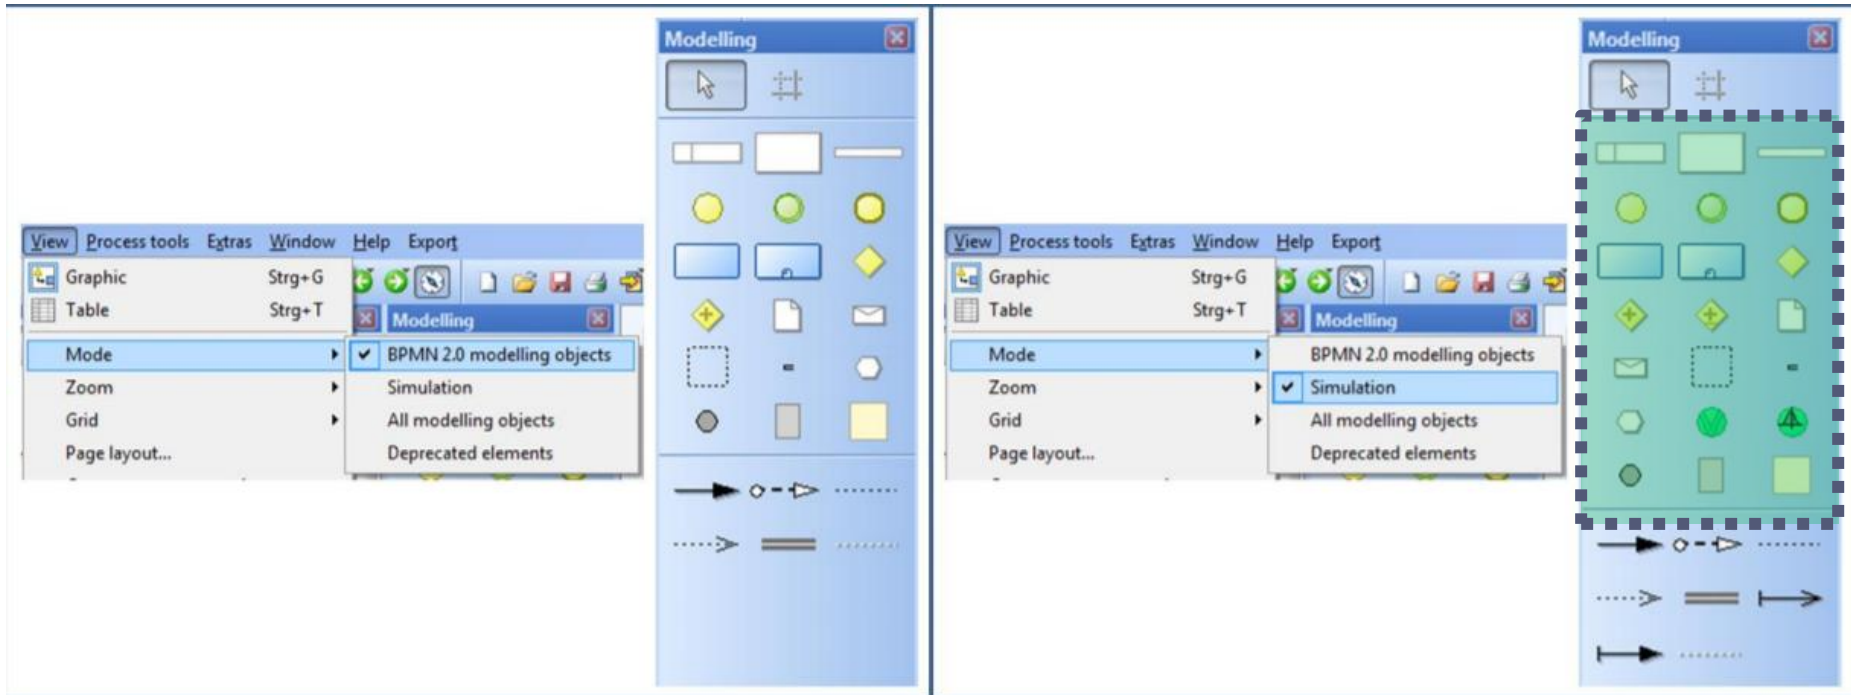 Modelling
View Process tools Extras Window Help Export
Graphic Strg+G
Table Strg+T
Modelling
Mode BPMN 2.0 modelling objects
Zoom Simulation
Grid All modelling objects
Page layout... Deprecated elements
Modelling
View Process tools Extras Window Help Export
Graphic Strg+G
Table Strg+T
Modelling
Mode BPMN 2.0 modelling objects
Zoom Simulation
Grid All modelling objects
Page layout... Deprecated elements